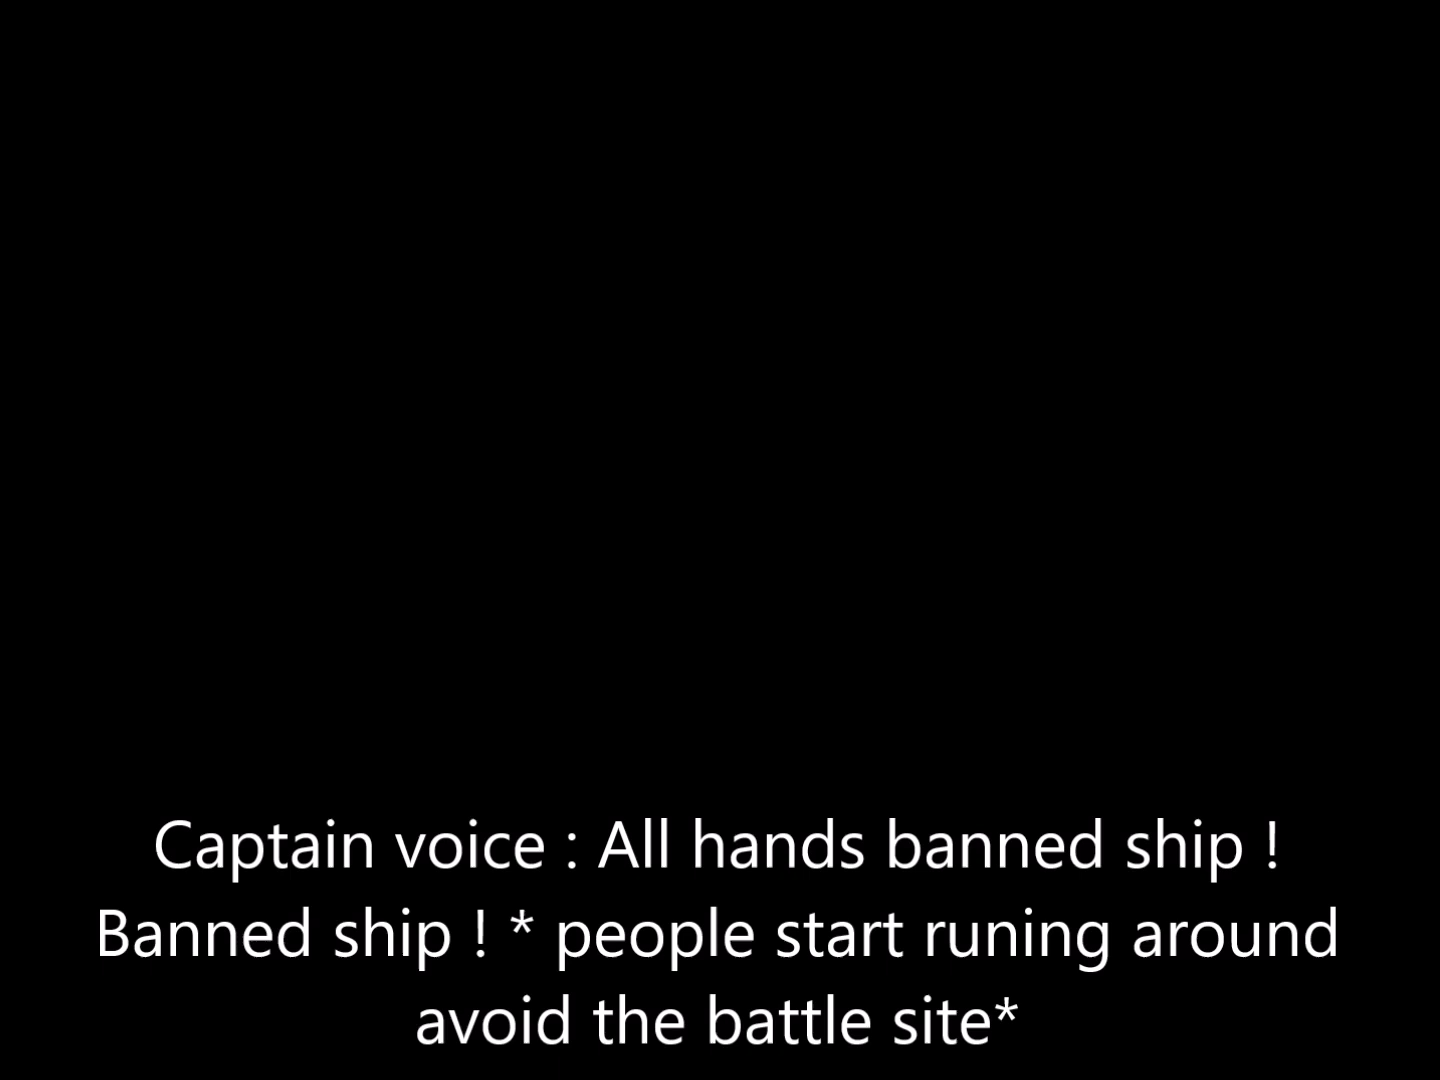 Captain voice : All hands banned ship !
Banned ship ! * people start runing around
avoid the battle site*